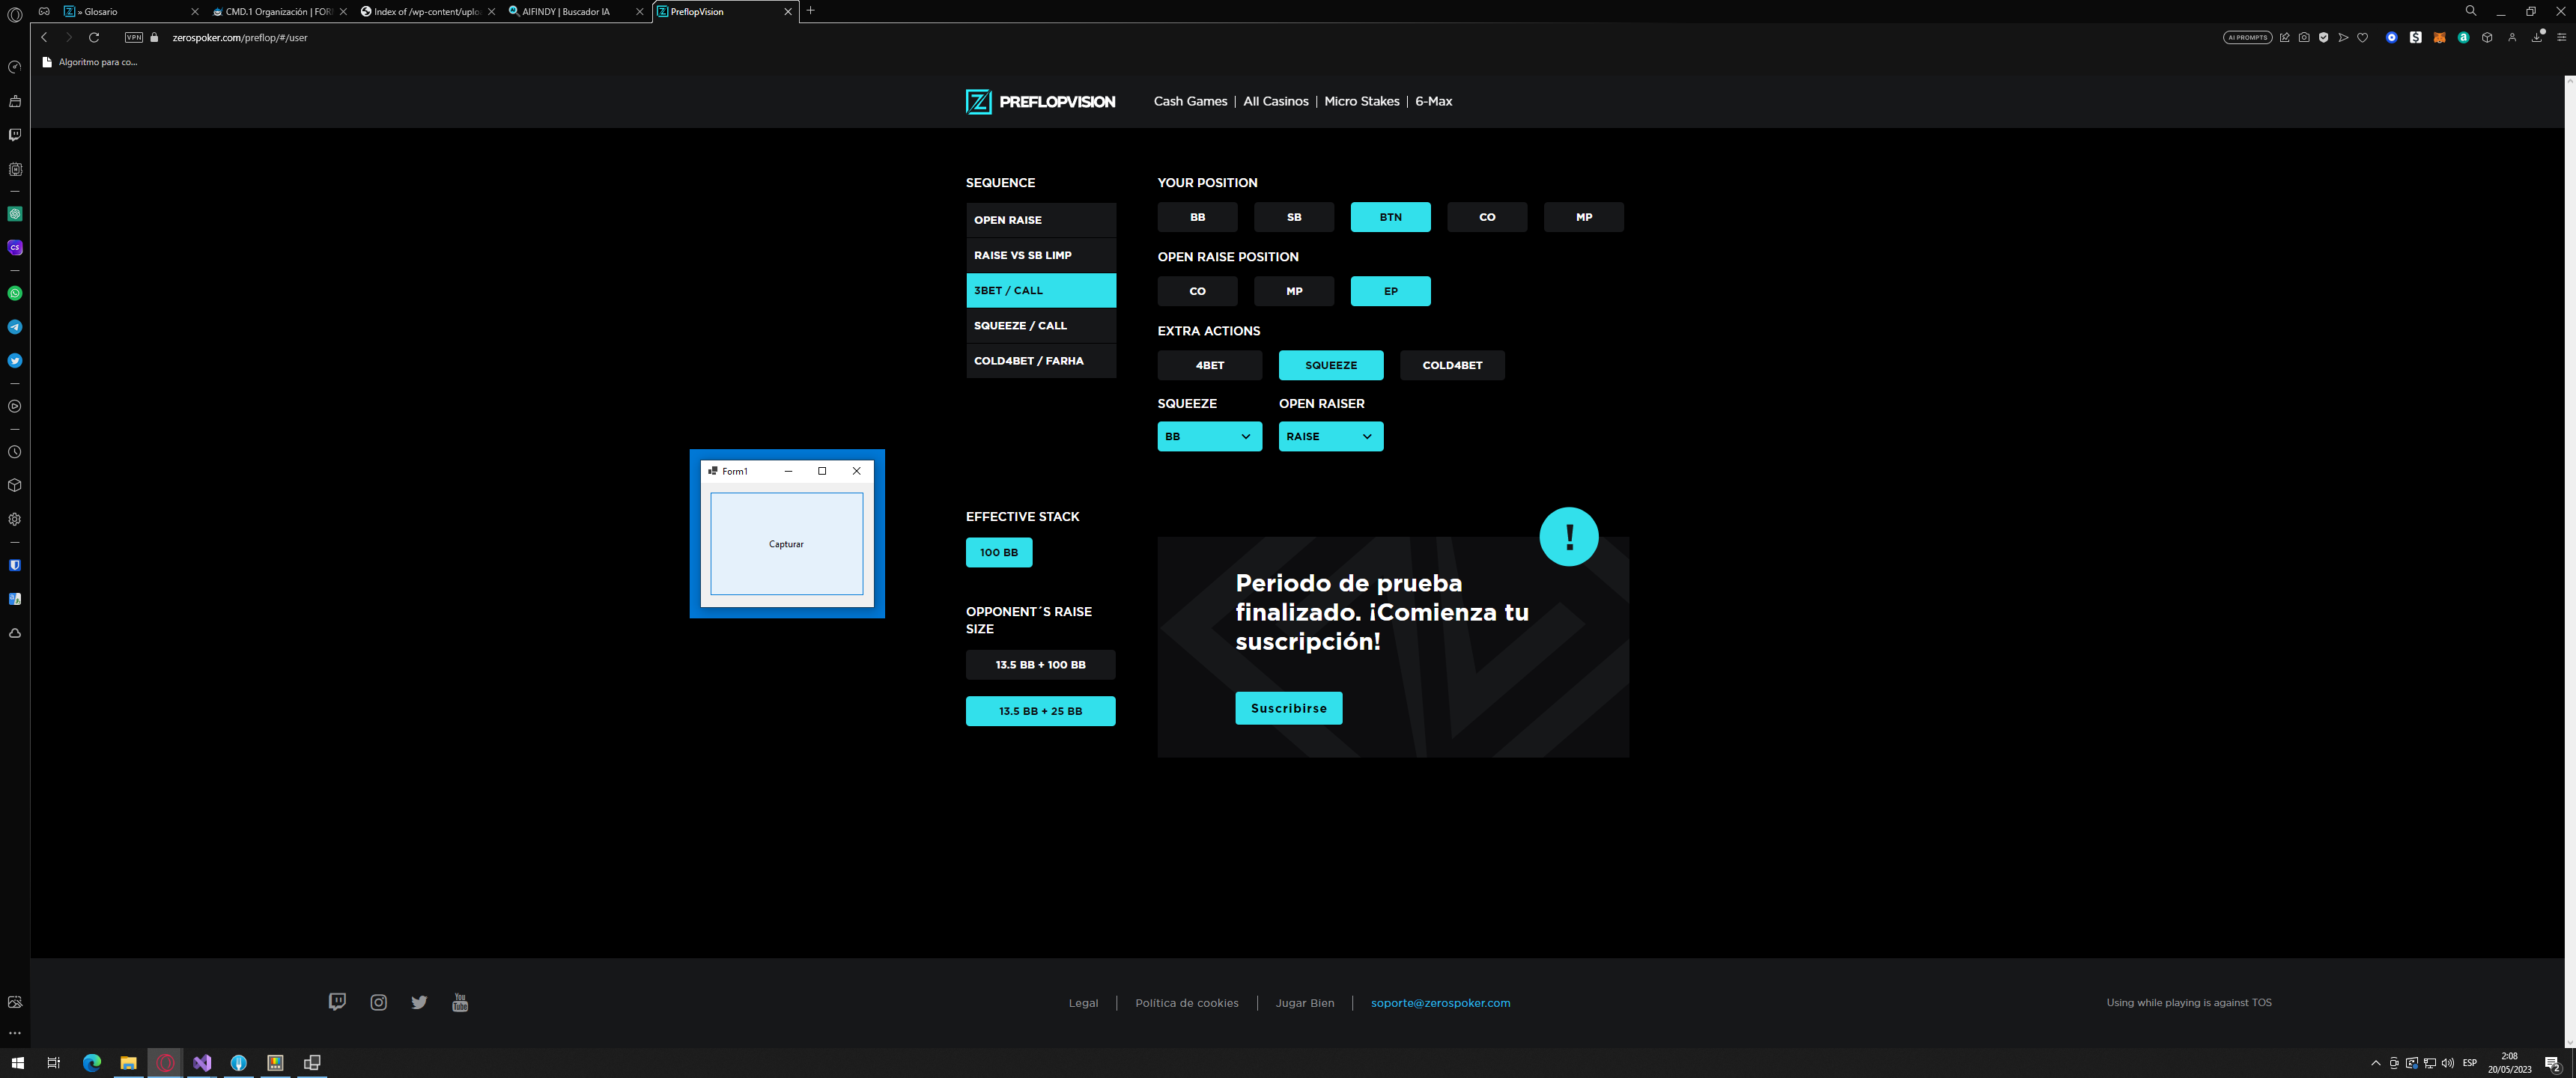 » Glosario
CMD.1 Organización | FORI
Index of /wp-content/uplo
AIFINDY | Buscador IA
PreflopVision
VPN
zerospoker.com/preflop/#/user
AI PROMPTS
Algoritmo para co...
PREFLOPVISION
Cash Games | All Casinos | Micro Stakes | 6-Max
SEQUENCE
OPEN RAISE
RAISE VS SB LIMP
3BET / CALL
SQUEEZE / CALL
COLD4BET / FARHA
YOUR POSITION
BB SB BTN CO MP
OPEN RAISE POSITION
CO MP EP
EXTRA ACTIONS
4BET SQUEEZE COLD4BET
SQUEEZE OPEN RAISER
BB RAISE
Form1
Capturar
EFFECTIVE STACK
100 BB
OPPONENT´S RAISE
SIZE
13.5 BB + 100 BB
13.5 BB + 25 BB
!
Periodo de prueba
finalizado. ¡Comienza tu
suscripción!
Suscribirse
You Tube
Legal | Política de cookies | Jugar Bien | soporte@zerospoker.com
Using while playing is against TOS
ESP
2:08
20/05/2023
2